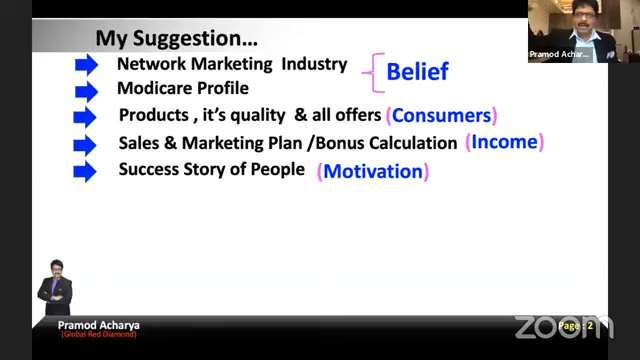 My Suggestion...
Network Marketing Industry
Modicare Profile
Belief
Products , it's quality & all offers (Consumers)
Sales & Marketing Plan /Bonus Calculation (Income)
Success Story of People (Motivation)
Pramod Achar...
Pramod Acharya
(Global Red Diamond)
Page : 2
zoom